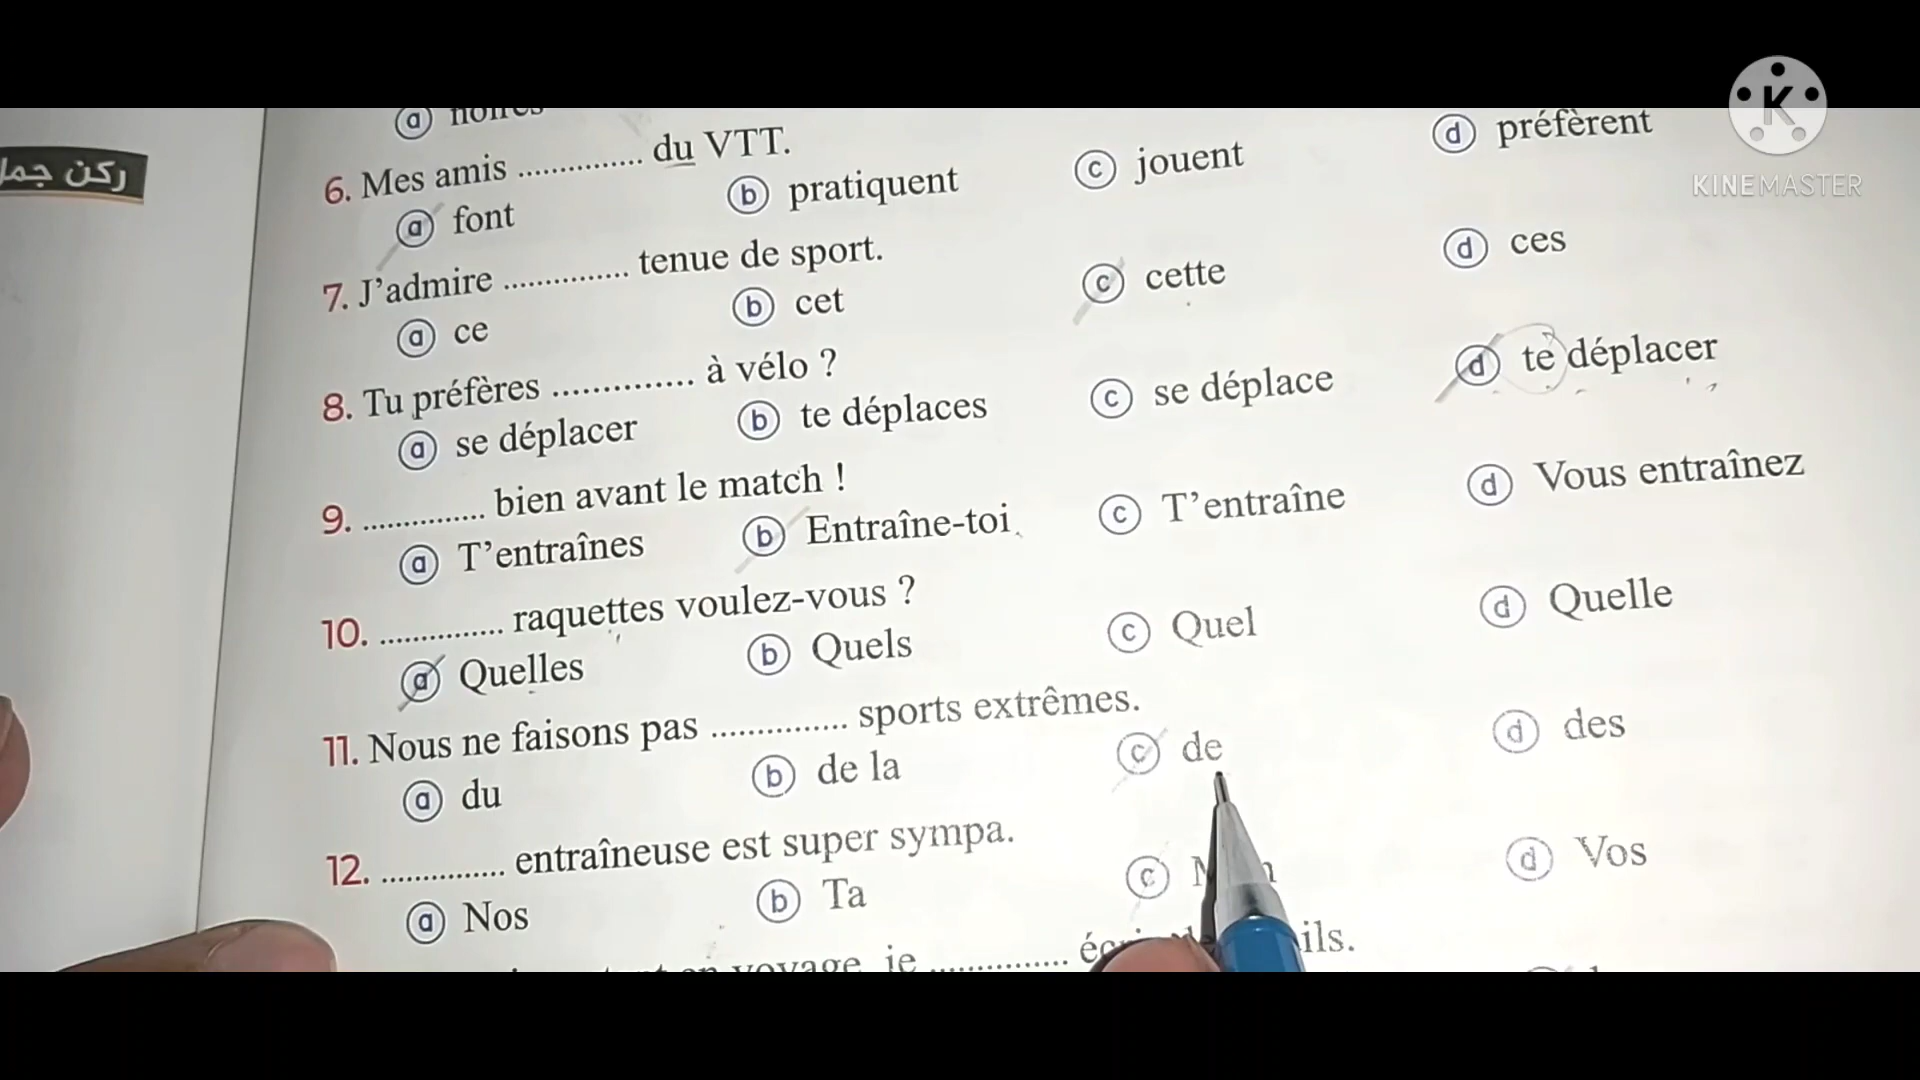 ⓐ noires
ركن جمل
6. Mes amis .............. du VTT.
ⓐ font ⓑ pratiquent ⓒ jouent ⓓ préfèrent
7. J’admire .............. tenue de sport.
ⓐ ce ⓑ cet ⓒ cette ⓓ ces
8. Tu préfères .............. à vélo ?
ⓐ se déplacer ⓑ te déplaces ⓒ se déplace ⓓ te déplacer
9. .............. bien avant le match !
ⓐ T’entraînes ⓑ Entraîne-toi ⓒ T’entraîne ⓓ Vous entraînez
10. .............. raquettes voulez-vous ?
ⓐ Quelles ⓑ Quels ⓒ Quel ⓓ Quelle
11. Nous ne faisons pas .............. sports extrêmes.
ⓐ du ⓑ de la ⓒ de ⓓ des
12. .............. entraîneuse est super sympa.
ⓐ Nos ⓑ Ta ⓒ ⓓ Vos
voyage je ..............
K
KINEMASTER